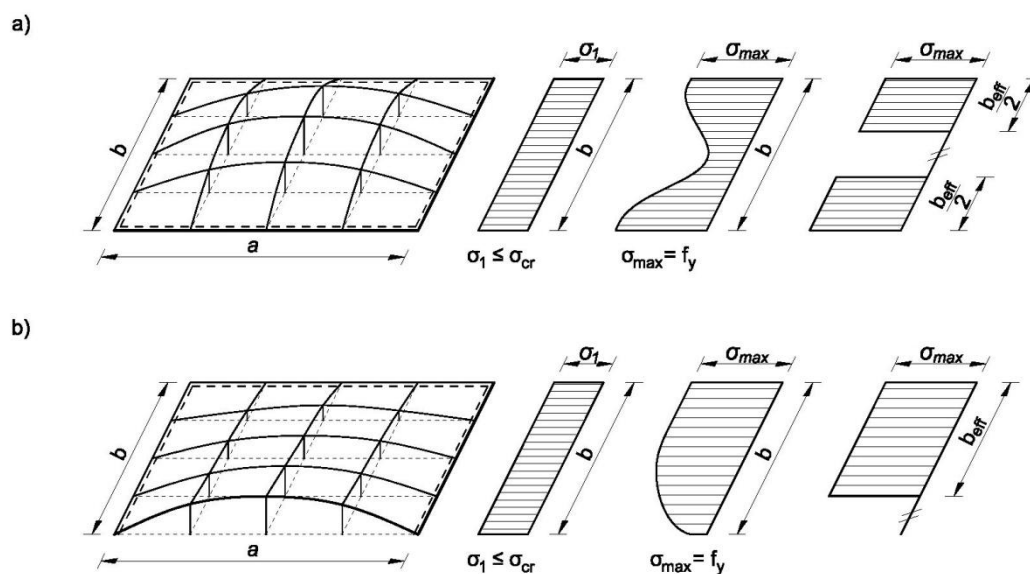 a)
σ1 σmax σmax
b b b beff/2
beff/2
a σ1 ≤ σcr σmax = fy
b)
σ1 σmax σmax
b b b beff
a σ1 ≤ σcr σmax = fy